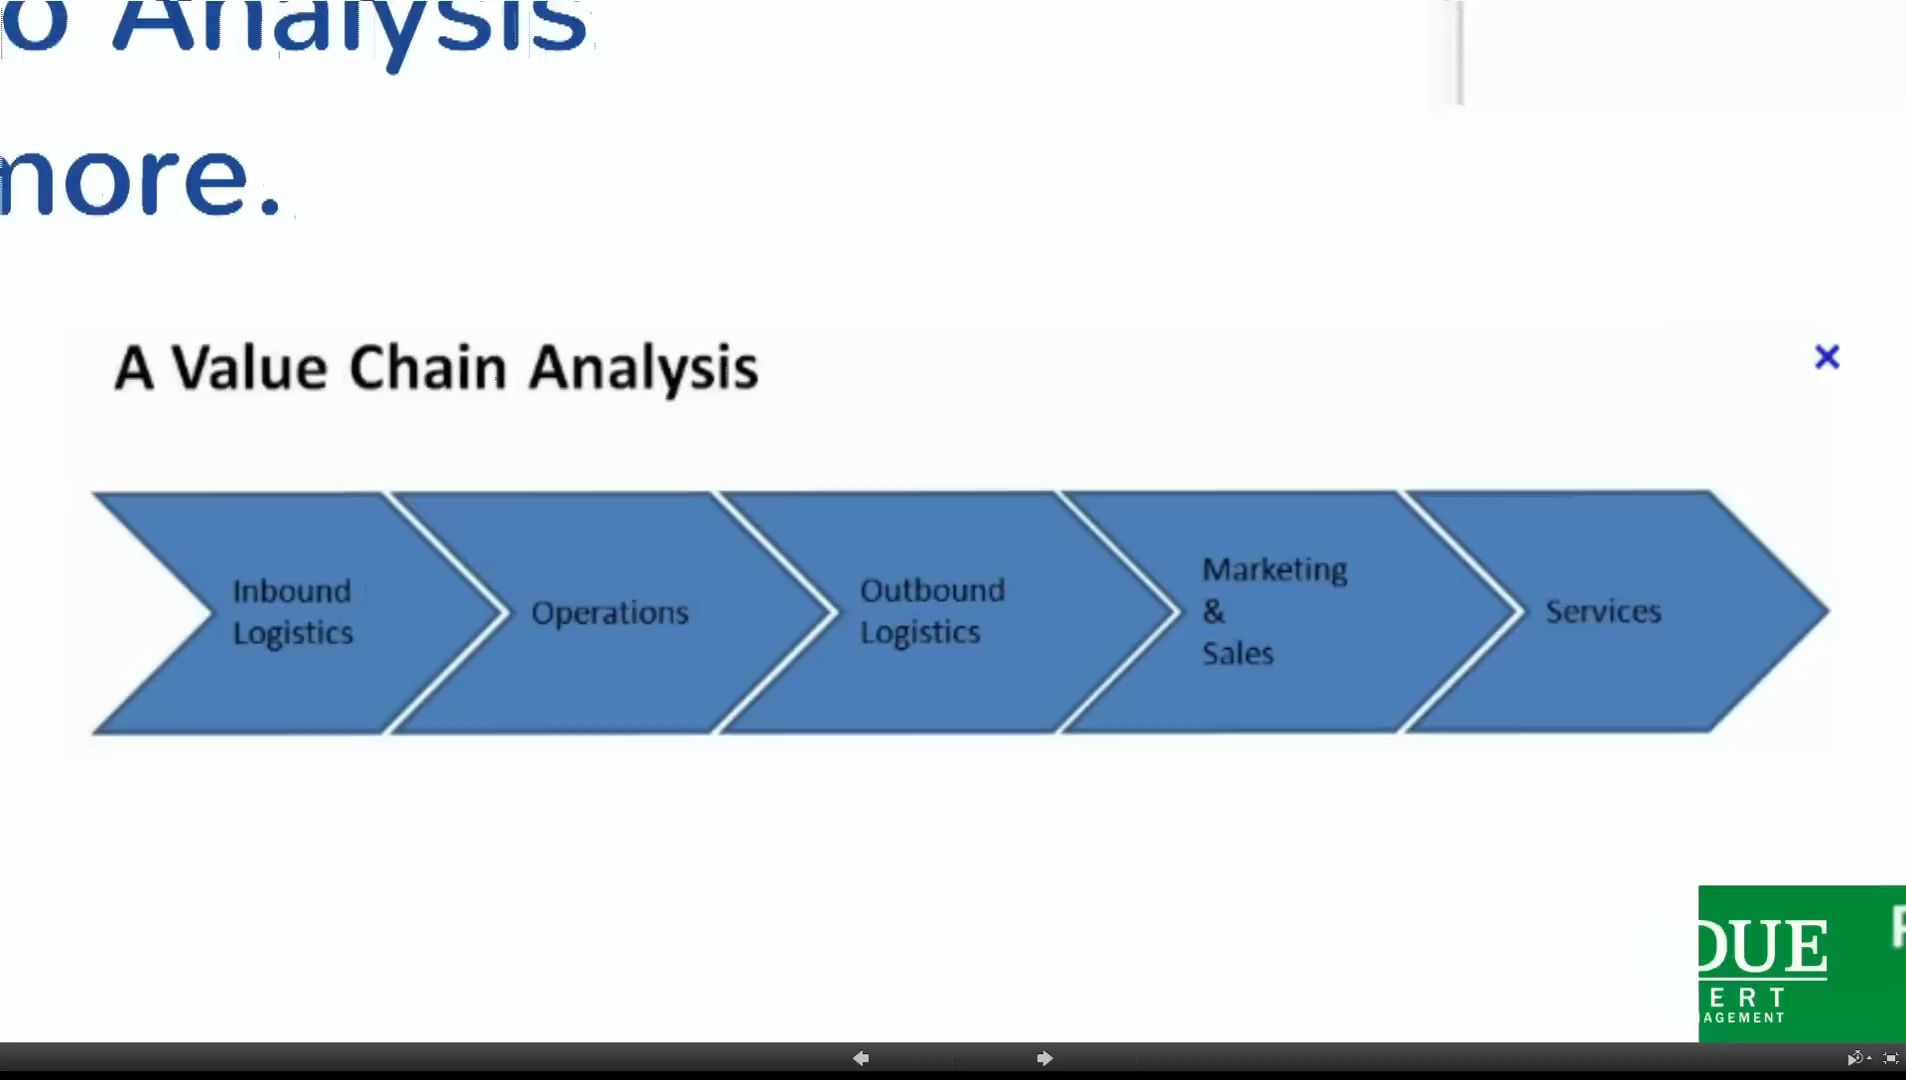 o Analysis
more.
A Value Chain Analysis
Inbound
Logistics
Operations
Outbound
Logistics
Marketing
&
Sales
Services
DUE
ERT
AGEMENT